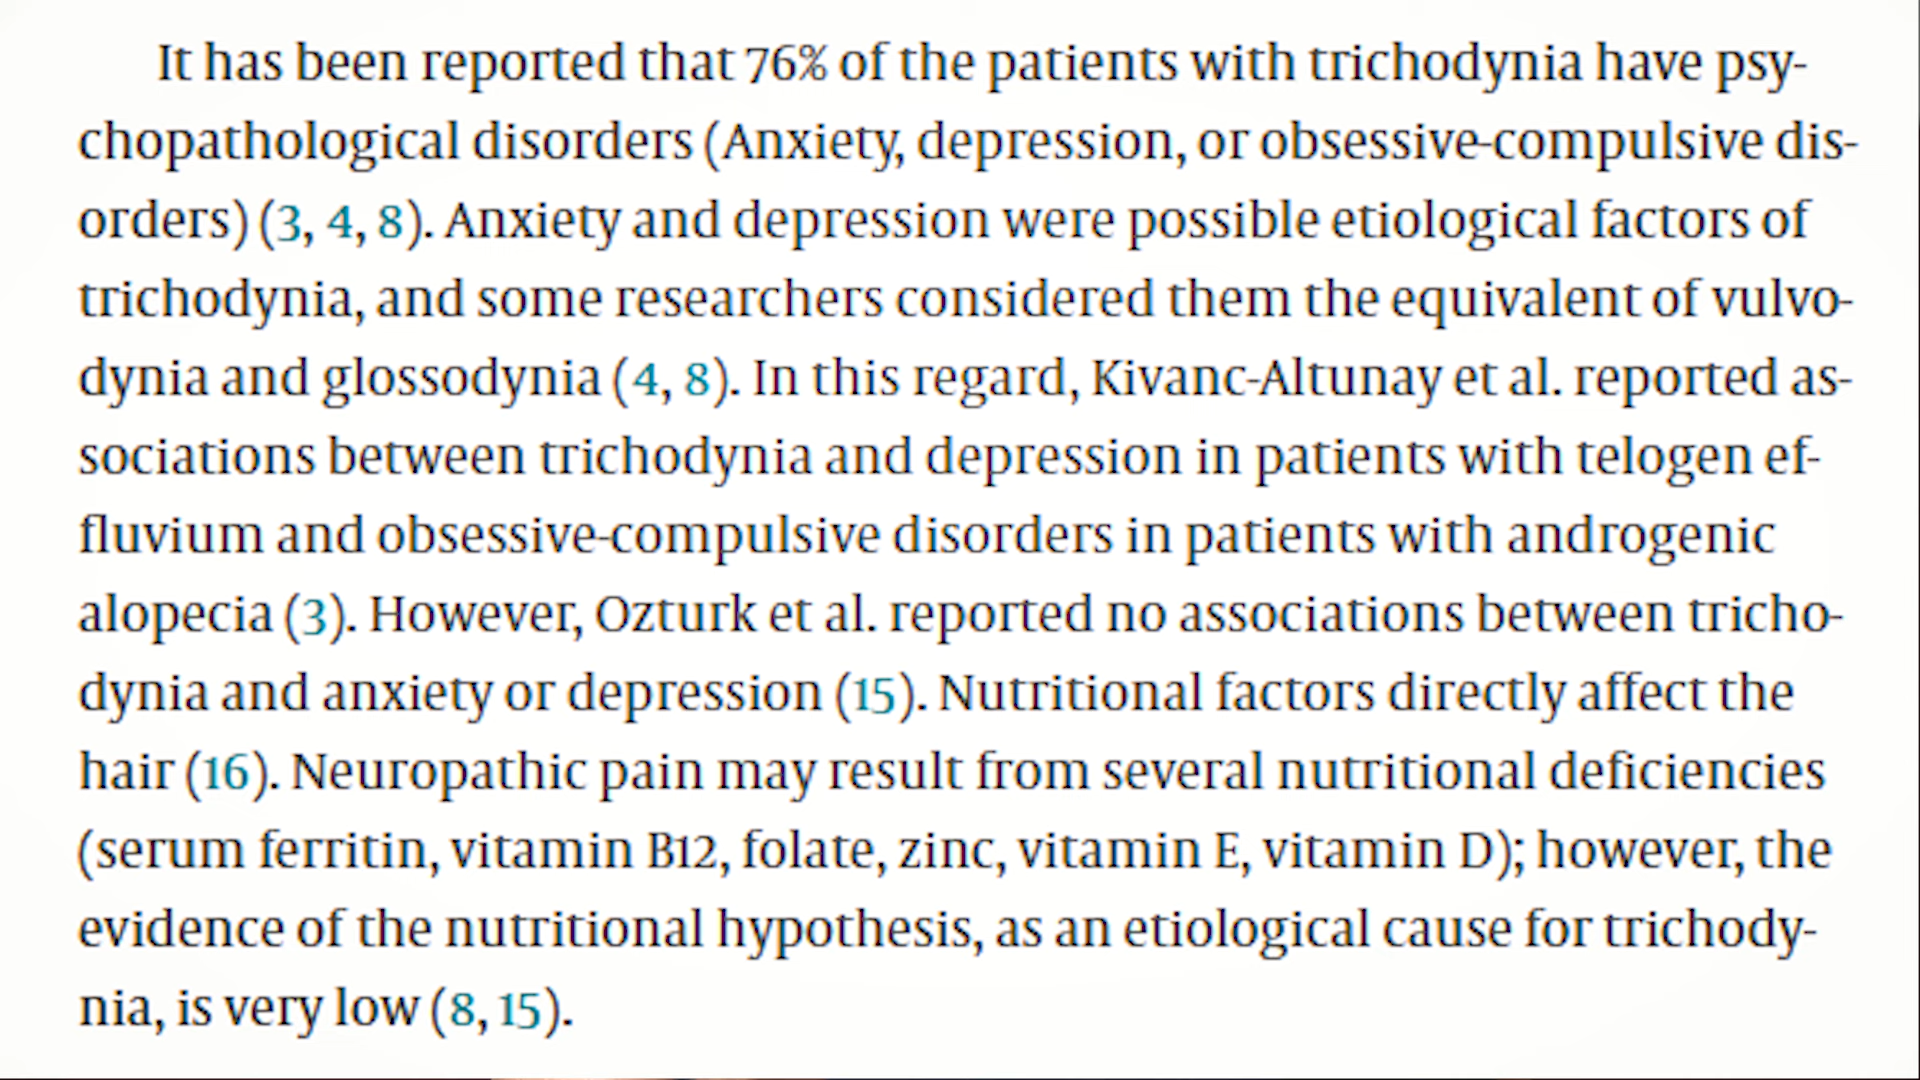 It has been reported that 76% of the patients with trichodynia have psy-
chopathological disorders (Anxiety, depression, or obsessive-compulsive dis-
orders) (3, 4, 8). Anxiety and depression were possible etiological factors of
trichodynia, and some researchers considered them the equivalent of vulvo-
dynia and glossodynia (4, 8). In this regard, Kivanc-Altunay et al. reported as-
sociations between trichodynia and depression in patients with telogen ef-
fluvium and obsessive-compulsive disorders in patients with androgenic
alopecia (3). However, Ozturk et al. reported no associations between tricho-
dynia and anxiety or depression (15). Nutritional factors directly affect the
hair (16). Neuropathic pain may result from several nutritional deficiencies
(serum ferritin, vitamin B12, folate, zinc, vitamin E, vitamin D); however, the
evidence of the nutritional hypothesis, as an etiological cause for trichody-
nia, is very low (8, 15).